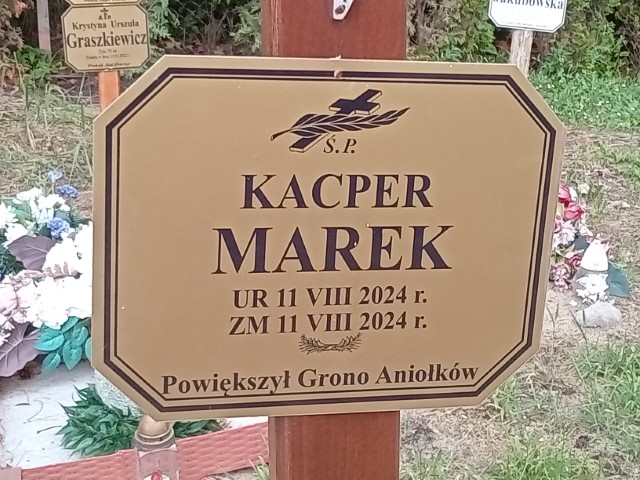 Ś.P.
Krystyna Urszula
Graszkiewicz
Ś.P.
KACPER
MAREK
UR 11 VIII 2024 r.
ZM 11 VIII 2024 r.
Powiększył Grono Aniołków